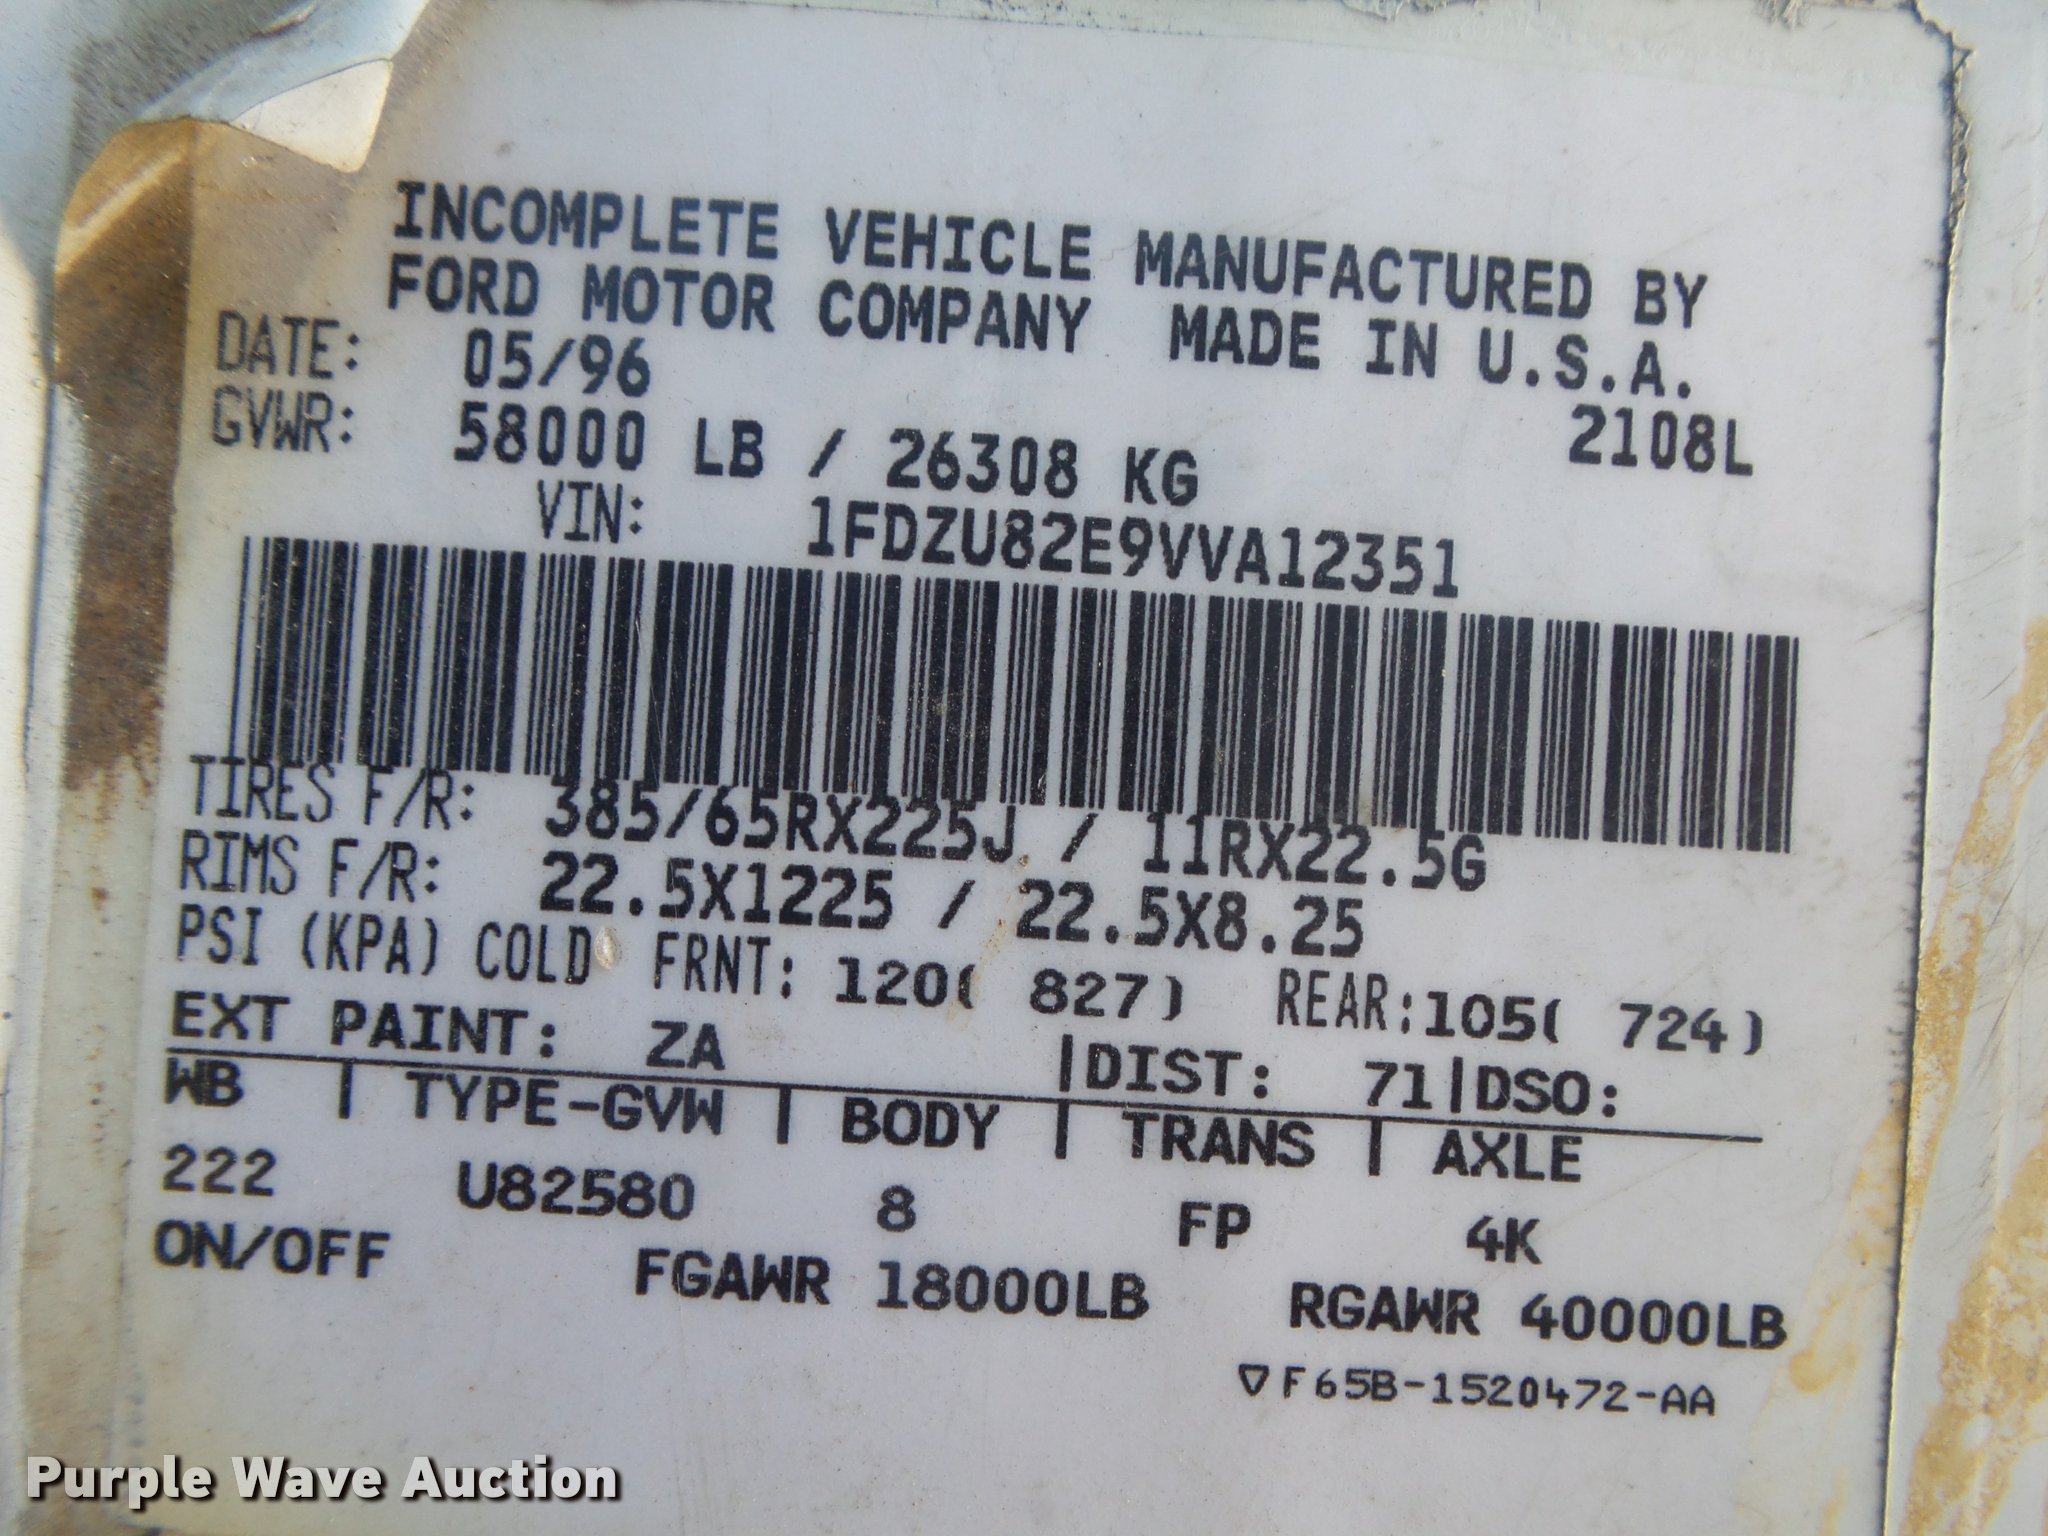 INCOMPLETE VEHICLE MANUFACTURED BY
FORD MOTOR COMPANY MADE IN U.S.A.
DATE: 05/96 2108L
GVWR: 58000 LB / 26308 KG
VIN: 1FDZU82E9VVA12351
TIRES F/R: 385/65RX225J / 11RX22.5G
RIMS F/R: 22.5X1225 / 22.5X8.25
PSI (KPA) COLD FRNT: 120( 827) REAR:105( 724)
EXT PAINT: ZA |DIST: 71|DSO:
WB | TYPE-GVW | BODY | TRANS | AXLE
222 U82580 8 FP 4K
ON/OFF FGAWR 18000LB RGAWR 40000LB
▽F65B-1520472-AA
Purple Wave Auction